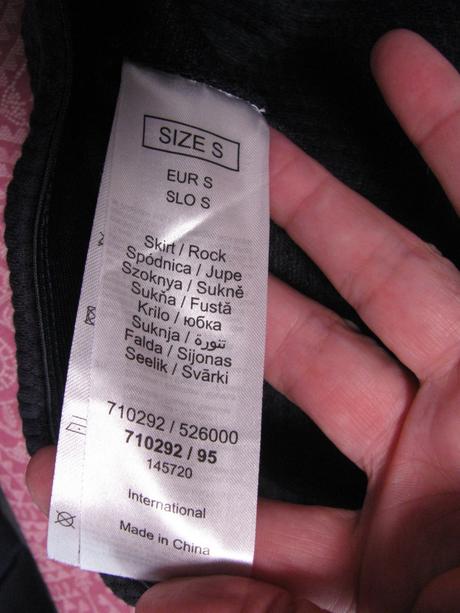 SIZE S
EUR S
SLO S
Skirt / Rock
Spódnica / Jupe
Szoknya / Sukně
Sukňa / Fustă
Krilo / юбка
Suknja / تنورة
Falda / Sijonas
Seelik / Svārki
710292 / 526000
710292 / 95
145720
International
Made in China